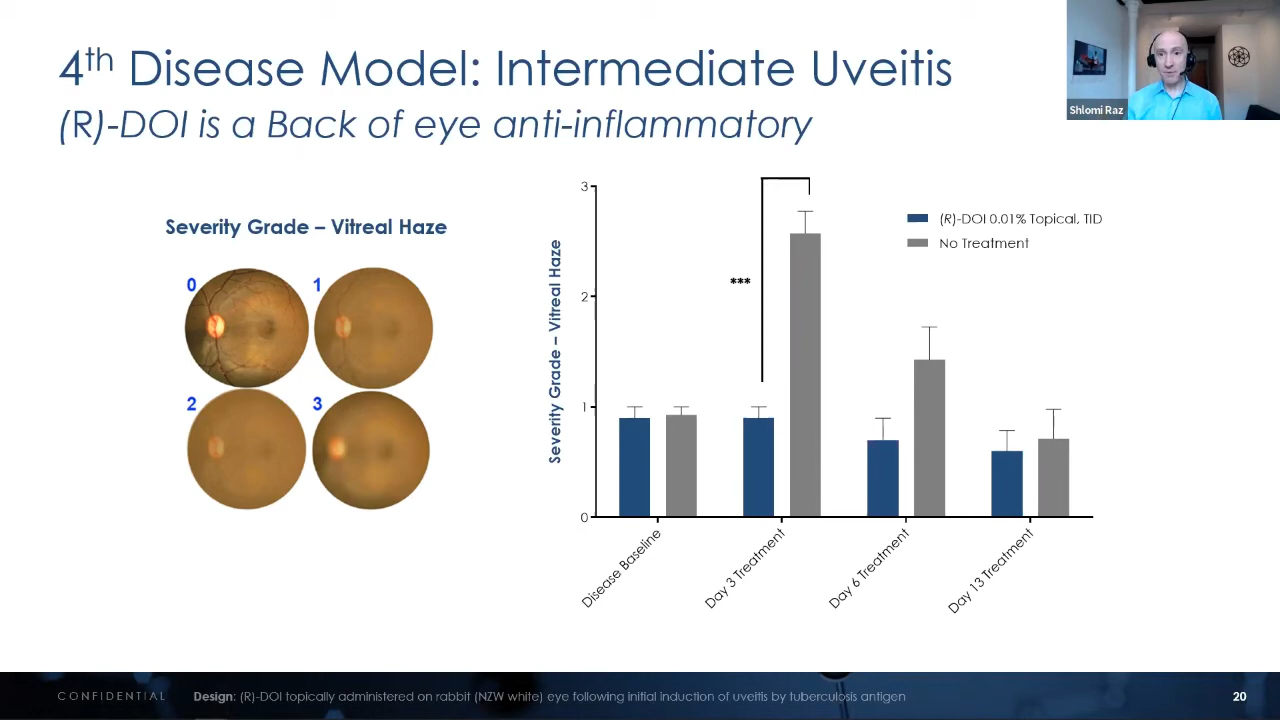 4th Disease Model: Intermediate Uveitis
(R)-DOI is a Back of eye anti-inflammatory
Shlomi Raz
Severity Grade – Vitreal Haze
0
1
2
3
Severity Grade – Vitreal Haze
3
2
1
0
***
(R)-DOI 0.01% Topical, TID
No Treatment
Disease Baseline
Day 3 Treatment
Day 6 Treatment
Day 13 Treatment
CONFIDENTIAL
Design: (R)-DOI topically administered on rabbit (NZW white) eye following initial induction of uveitis by tuberculosis antigen
20